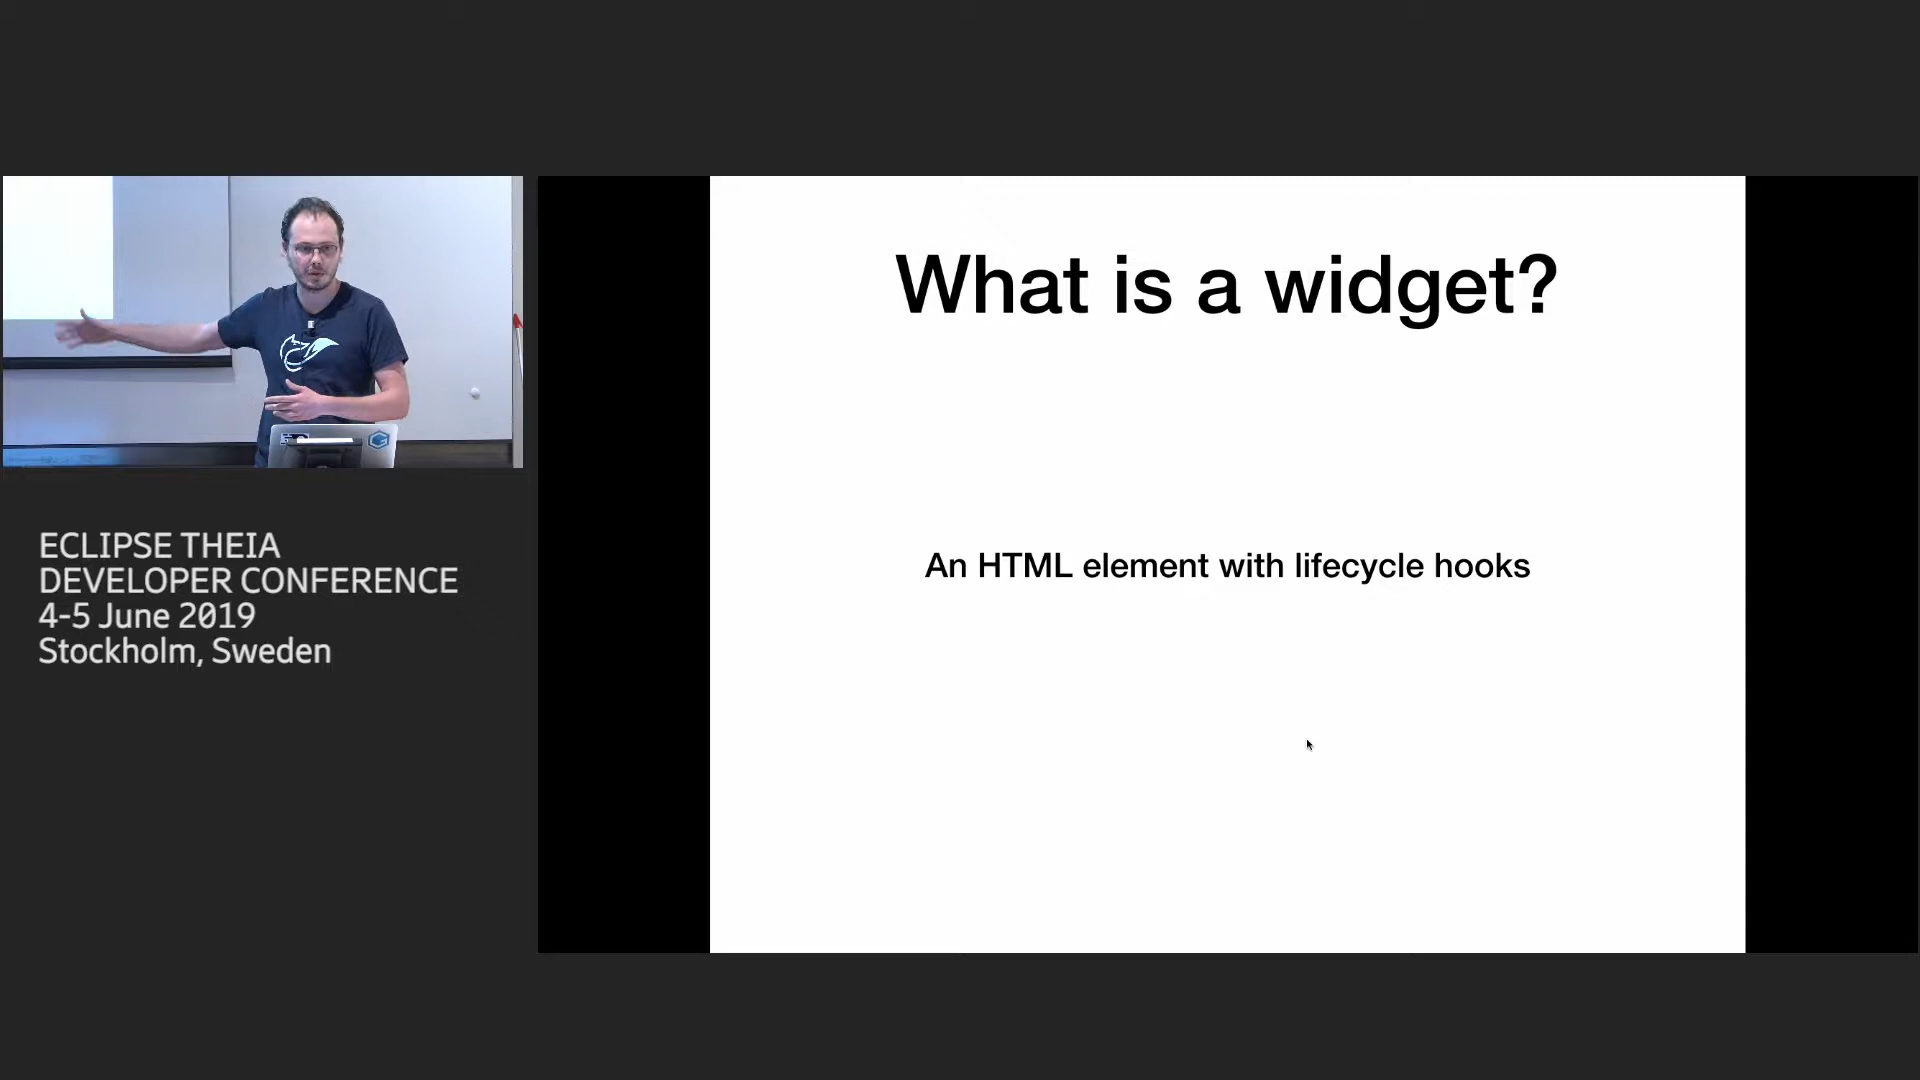 ECLIPSE THEIA
DEVELOPER CONFERENCE
4-5 June 2019
Stockholm, Sweden
What is a widget?
An HTML element with lifecycle hooks